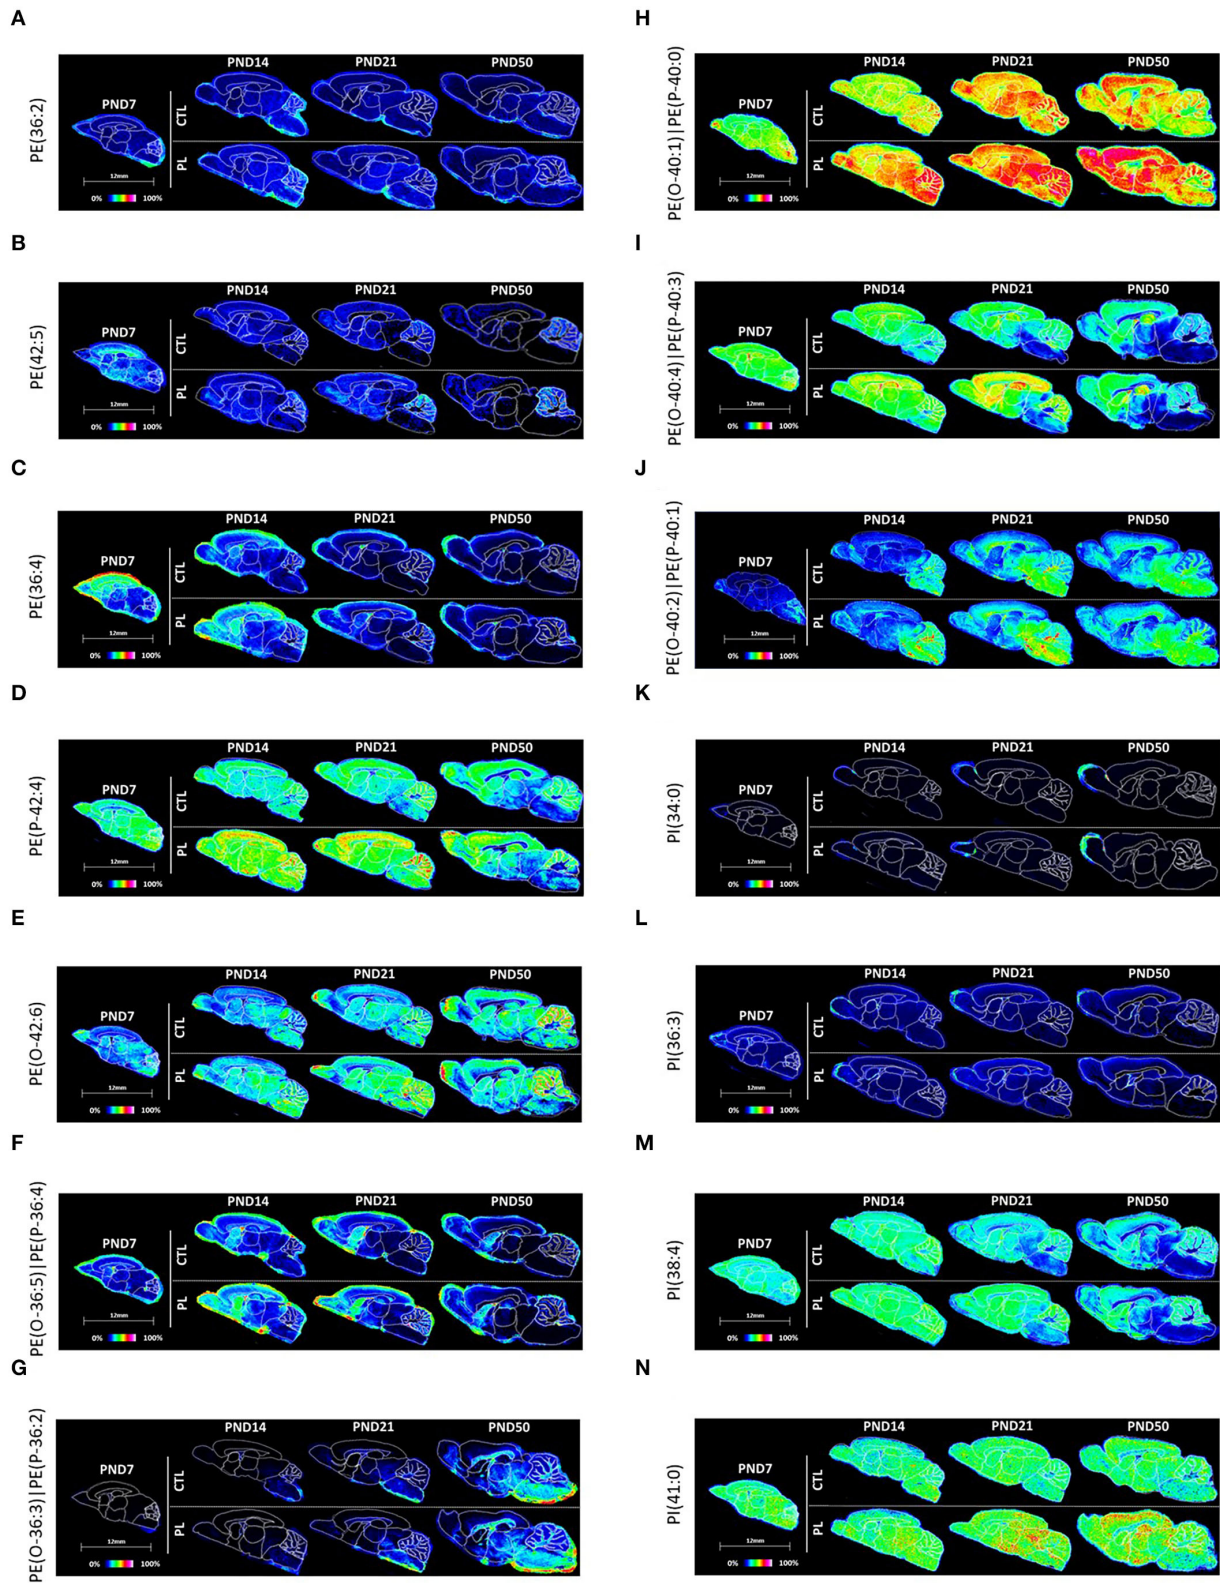 A
PE(36:2)
PND7
PND14
PND21
PND50
CTL
PL
12mm
0% 100%
B
PE(42:5)
PND7
PND14
PND21
PND50
CTL
PL
12mm
0% 100%
C
PE(36:4)
PND7
PND14
PND21
PND50
CTL
PL
12mm
0% 100%
D
PE(P-42:4)
PND7
PND14
PND21
PND50
CTL
PL
12mm
0% 100%
E
PE(O-42:6)
PND7
PND14
PND21
PND50
CTL
PL
12mm
0% 100%
F
PE(O-36:5)|PE(P-36:4)
PND7
PND14
PND21
PND50
CTL
PL
12mm
0% 100%
G
PE(O-36:3)|PE(P-36:2)
PND7
PND14
PND21
PND50
CTL
PL
12mm
0% 100%
H
PE(O-40:1)|PE(P-40:0)
PND7
PND14
PND21
PND50
CTL
PL
12mm
0% 100%
I
PE(O-40:4)|PE(P-40:3)
PND7
PND14
PND21
PND50
CTL
PL
12mm
0% 100%
J
PE(O-40:2)|PE(P-40:1)
PND7
PND14
PND21
PND50
CTL
PL
12mm
0% 100%
K
PI(34:0)
PND7
PND14
PND21
PND50
CTL
PL
12mm
0% 100%
L
PI(36:3)
PND7
PND14
PND21
PND50
CTL
PL
12mm
0% 100%
M
PI(38:4)
PND7
PND14
PND21
PND50
CTL
PL
12mm
0% 100%
N
PI(41:0)
PND7
PND14
PND21
PND50
CTL
PL
12mm
0% 100%